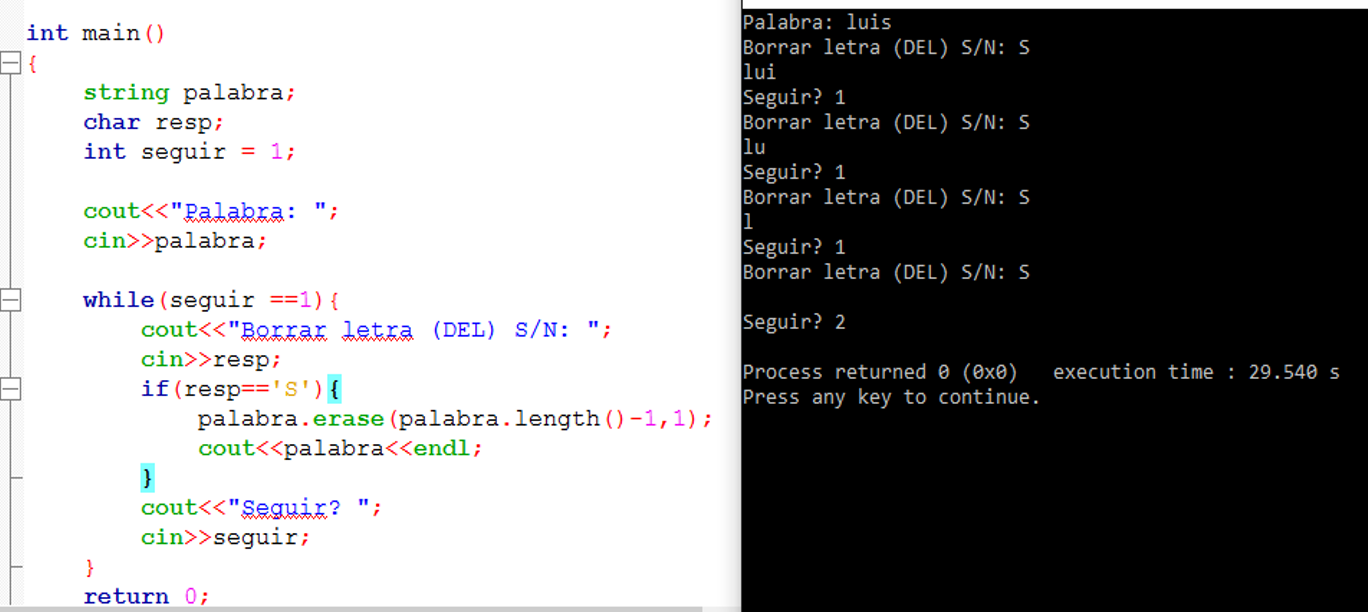 int main()
{
string palabra;
char resp;
int seguir = 1;
cout<<"Palabra: ";
cin>>palabra;
while(seguir ==1){
cout<<"Borrar letra (DEL) S/N: ";
cin>>resp;
if(resp=='S'){
palabra.erase(palabra.length()-1,1);
cout<<palabra<<endl;
}
cout<<"Seguir? ";
cin>>seguir;
}
return 0;
Palabra: luis
Borrar letra (DEL) S/N: S
lui
Seguir? 1
Borrar letra (DEL) S/N: S
lu
Seguir? 1
Borrar letra (DEL) S/N: S
l
Seguir? 1
Borrar letra (DEL) S/N: S
Seguir? 2
Process returned 0 (0x0)   execution time : 29.540 s
Press any key to continue.